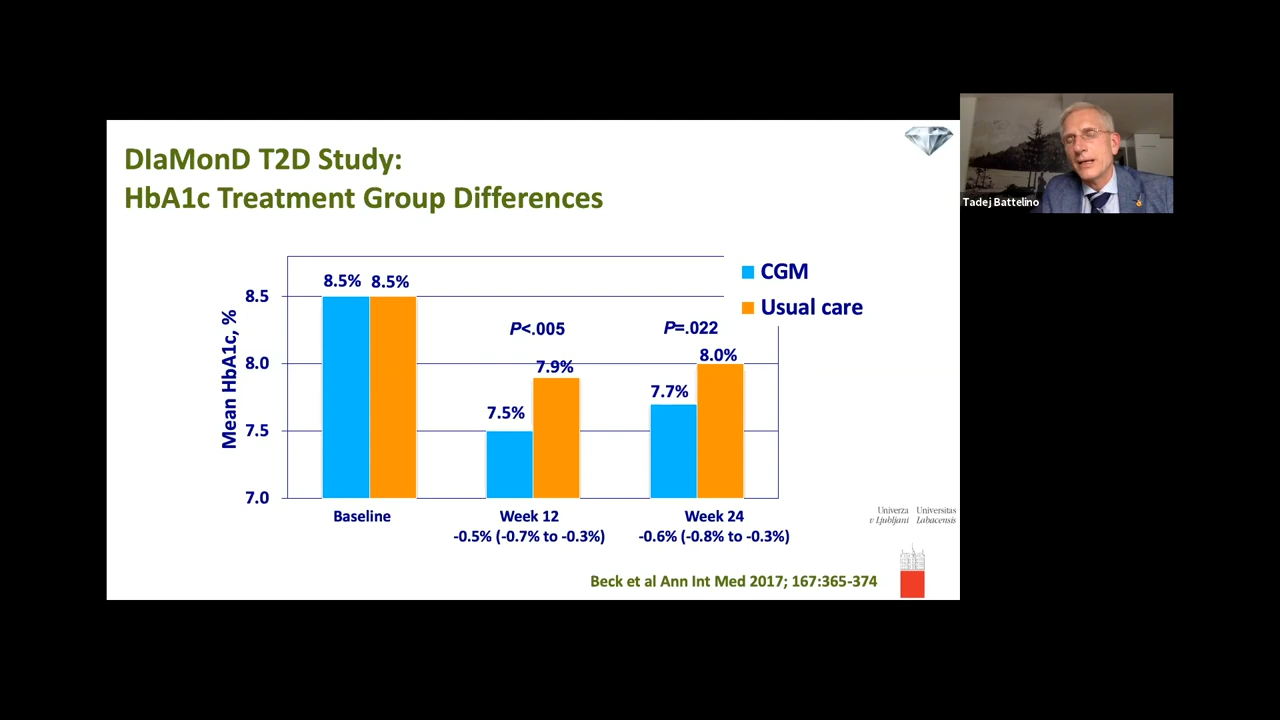 DIaMonD T2D Study:
HbA1c Treatment Group Differences
Mean HbA1c, %
8.5
8.0
7.5
7.0
8.5% 8.5%
P<.005
7.9%
7.5%
P=.022
8.0%
7.7%
CGM
Usual care
Baseline
Week 12
-0.5% (-0.7% to -0.3%)
Week 24
-0.6% (-0.8% to -0.3%)
Beck et al Ann Int Med 2017; 167:365-374
Univerza Universitas
v Ljubljani Labacensis
Tadej Battelino